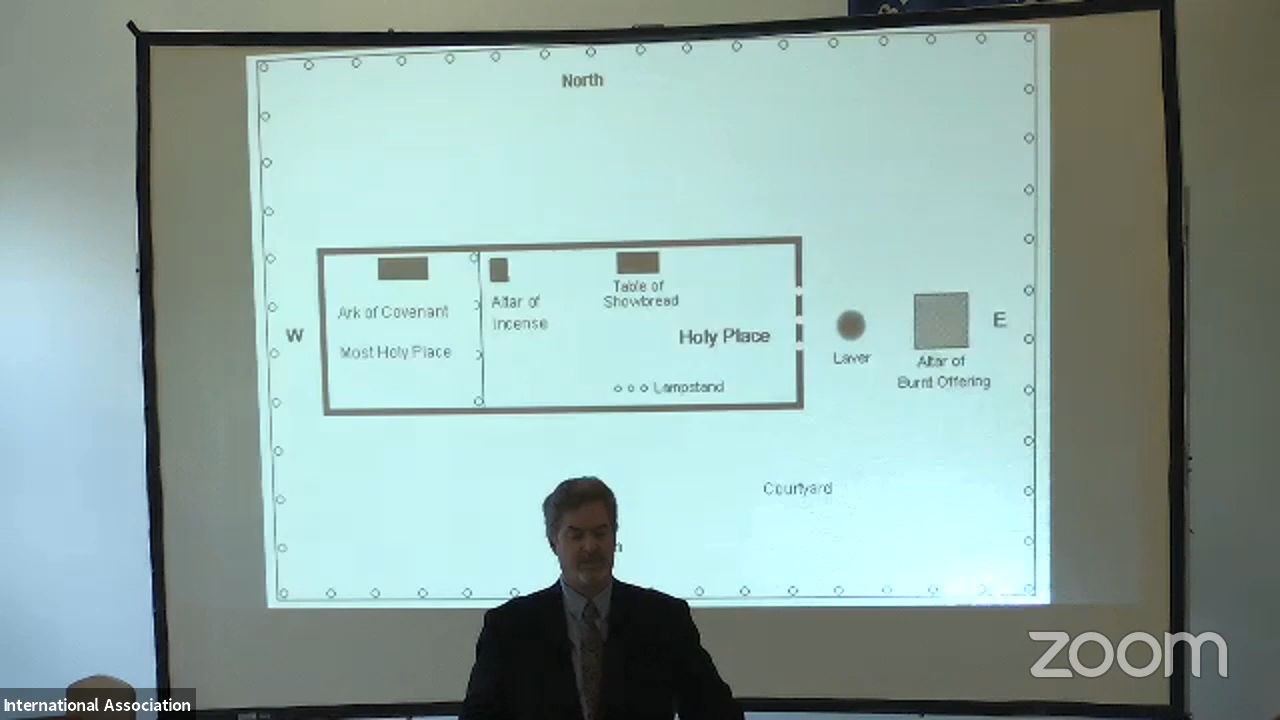 North
Ark of Covenant
Most Holy Place
Altar of
Incense
Table of
Showbread
Holy Place
Lampstand
W
Laver
Altar of
Burnt Offering
E
Courtyard
International Association
zoom